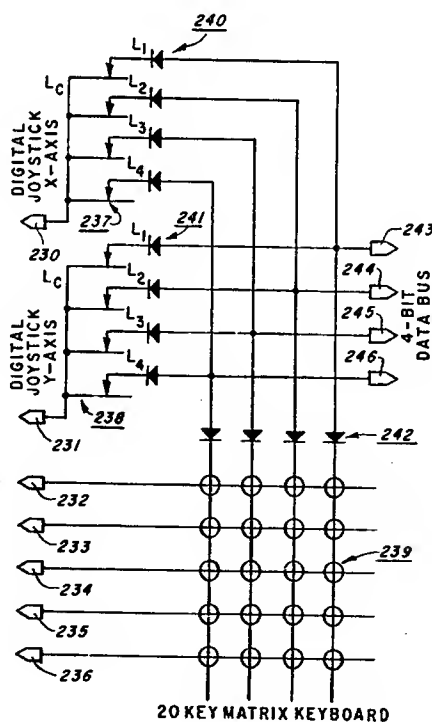 240
L1
LC
L2
L3
L4
DIGITAL
JOYSTICK
X-AXIS
230
237
241
L1
LC
L2
L3
L4
DIGITAL
JOYSTICK
Y-AXIS
231
238
243
244
245
246
4-BIT
DATA BUS
242
232
233
234
239
235
236
20 KEY MATRIX KEYBOARD